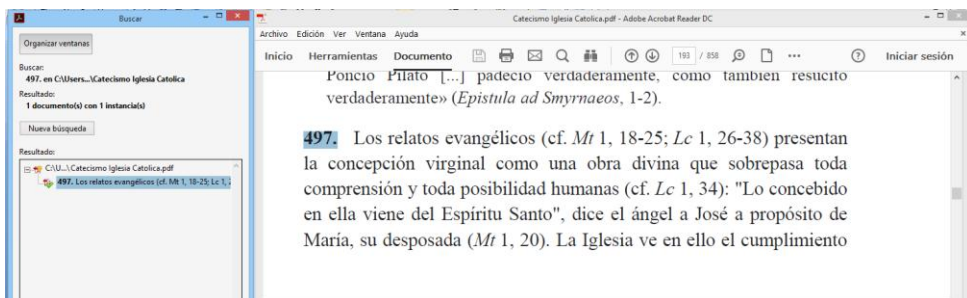 Buscar
Organizar ventanas
Buscar:
497. en C:\Users...\Catecismo Iglesia Catolica
Resultado:
1 documento(s) con 1 instancia(s)
Nueva búsqueda
Resultado:
C:\U...\Catecismo Iglesia Catolica.pdf
497. Los relatos evangélicos (cf. Mt 1, 18-25; Lc 1, 2
Catecismo Iglesia Catolica.pdf - Adobe Acrobat Reader DC
Archivo Edición Ver Ventana Ayuda
Inicio Herramientas Documento 193 / 858 Iniciar sesión
Poncio Pilato [...] padeció verdaderamente, como también resucitó
verdaderamente» (Epistula ad Smyrnaeos, 1-2).
497. Los relatos evangélicos (cf. Mt 1, 18-25; Lc 1, 26-38) presentan
la concepción virginal como una obra divina que sobrepasa toda
comprensión y toda posibilidad humanas (cf. Lc 1, 34): "Lo concebido
en ella viene del Espíritu Santo", dice el ángel a José a propósito de
María, su desposada (Mt 1, 20). La Iglesia ve en ello el cumplimiento